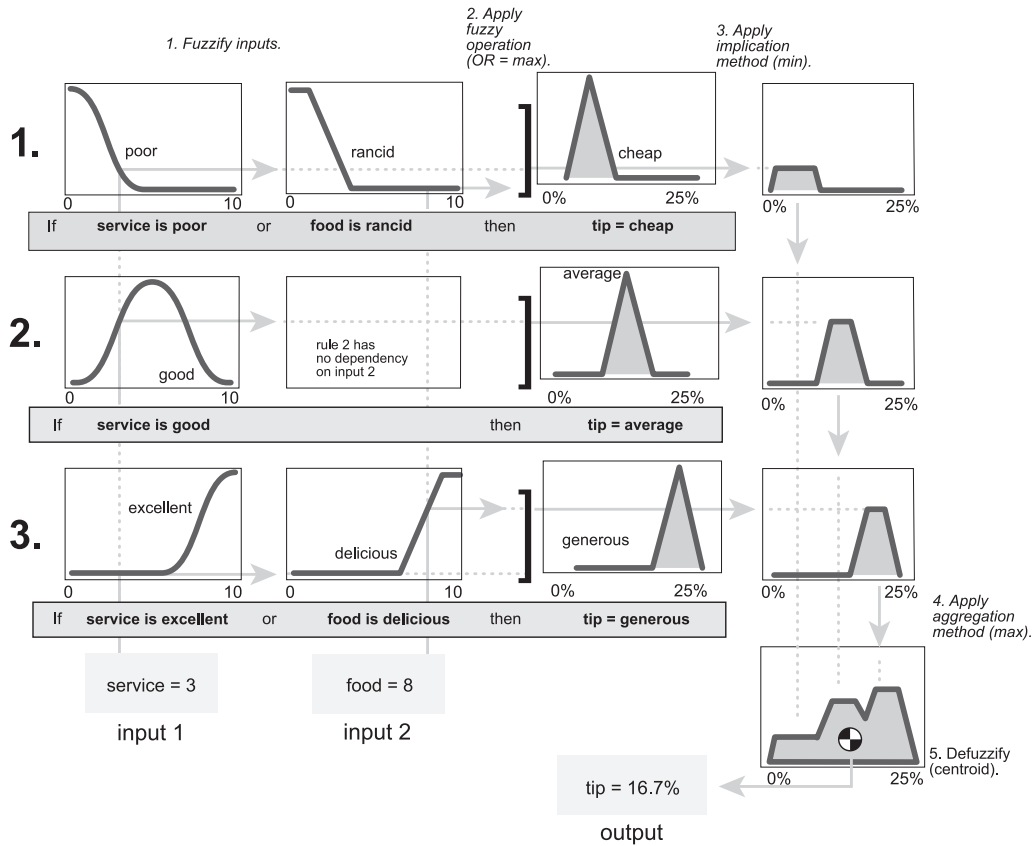 1. Fuzzify inputs.
2. Apply
fuzzy
operation
(OR = max).
3. Apply
implication
method (min).
1.
poor
0 10
rancid
0 10
cheap
0% 25%
0% 25%
If service is poor or food is rancid then tip = cheap
2.
good
0 10
rule 2 has
no dependency
on input 2
average
0% 25%
0% 25%
If service is good then tip = average
3.
excellent
0 10
delicious
0 10
generous
0% 25%
0% 25%
If service is excellent or food is delicious then tip = generous
4. Apply
aggregation
method (max).
service = 3
input 1
food = 8
input 2
0% 25%
5. Defuzzify
(centroid).
tip = 16.7%
output